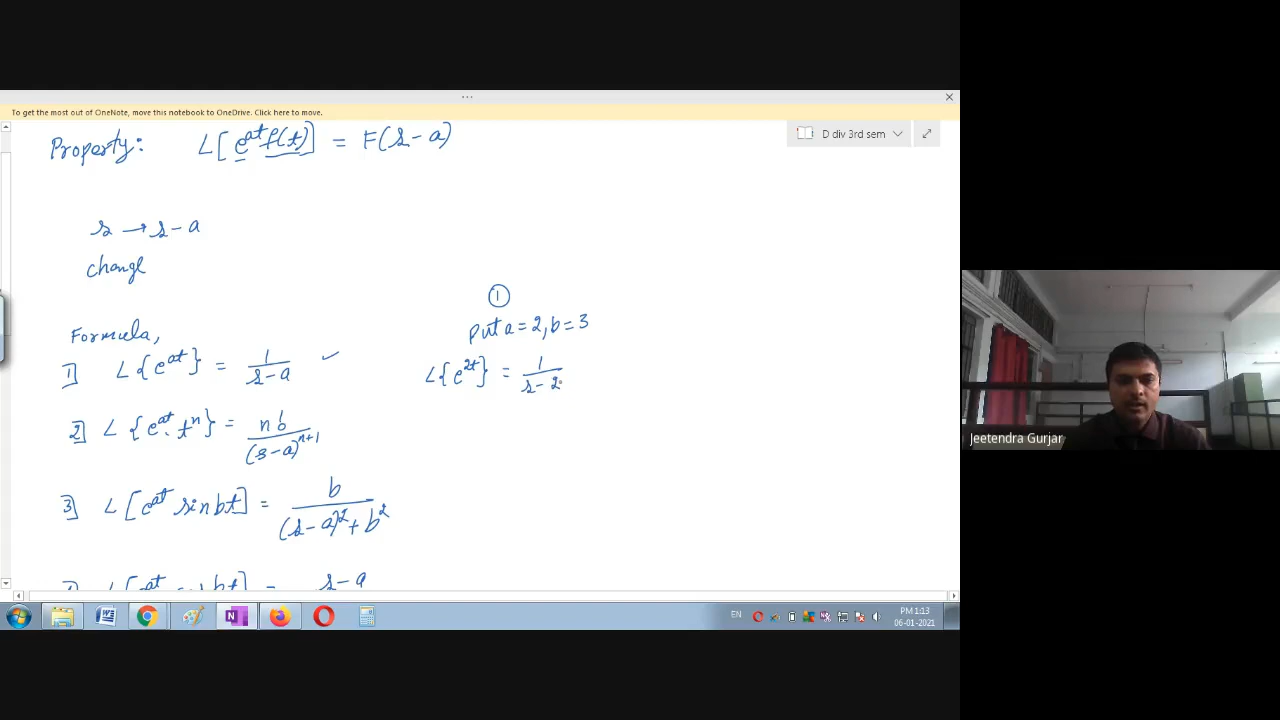 To get the most out of OneNote, move this notebook to OneDrive. Click here to move.
D div 3rd sem
Property: L[e^{at} f(t)] = F(s-a)
s → s-a
change
Formula,
1] L{e^{at}} = 1/(s-a) ✓
2] L{e^{at}. t^n} = nb/(s-a)^{n+1}
3] L[e^{at} sin bt] = b/((s-a)^2 + b^2)
s-a
①
put a = 2, b = 3
L{e^{2t}} = 1/(s-2)
Jeetendra Gurjar
EN
PM 1:13
06-01-2021